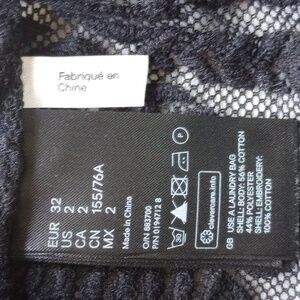 Fabriqué en
Chine
EUR 32
US 2
CA 2
CN 155/76A
MX 2
Made in China
O/N 883700
P/N 0194712 8
clevercare.info
GB USE A LAUNDRY BAG
SHELL: BODY: 56% COTTON
44% POLYESTER
SHELL: EMBROIDERY:
100% COTTON